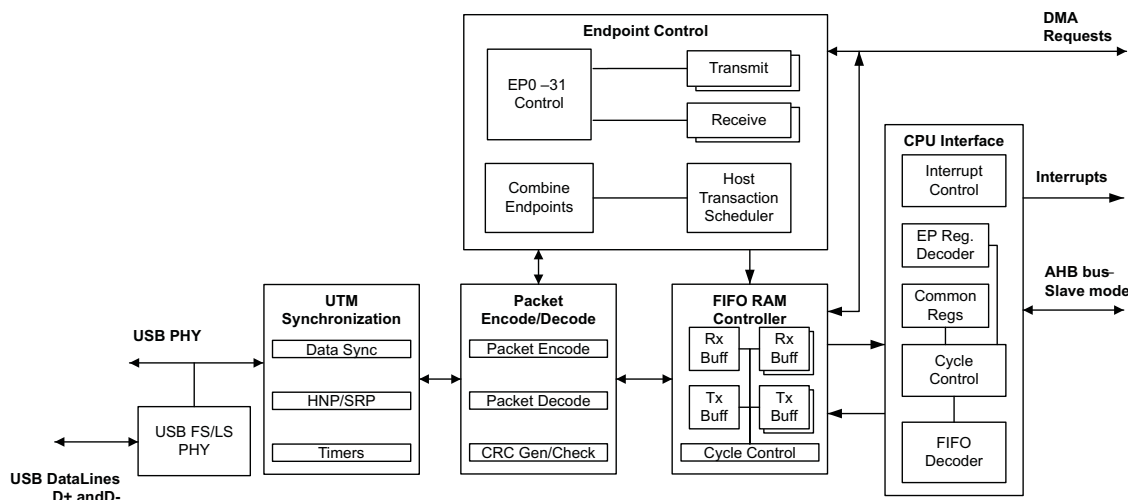 DMA
Requests
Endpoint Control
EP0 –31
Control
Transmit
Receive
Combine
Endpoints
Host
Transaction
Scheduler
CPU Interface
Interrupt
Control
Interrupts
EP Reg.
Decoder
Common
Regs
AHB bus–
Slave mode
Cycle
Control
FIFO
Decoder
UTM
Synchronization
Data Sync
HNP/SRP
Timers
Packet
Encode/Decode
Packet Encode
Packet Decode
CRC Gen/Check
FIFO RAM
Controller
Rx
Buff
Rx
Buff
Tx
Buff
Tx
Buff
Cycle Control
USB PHY
USB FS/LS
PHY
USB DataLines
D+ andD-